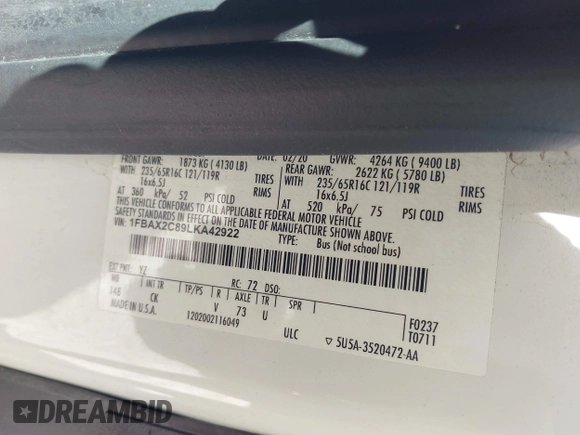 FRONT GAWR: 1873 KG ( 4130 LB) 02/20 GVWR: 4264 KG ( 9400 LB)
WITH 235/65R16C 121/119R TIRES REAR GAWR: 2622 KG ( 5780 LB)
16x6.5J RIMS WITH 235/65R16C 121/119R TIRES
AT 360 kPa/ 52 PSI COLD 16x6.5J RIMS
AT 520 kPa/ 75 PSI COLD
THIS VEHICLE CONFORMS TO ALL APPLICABLE FEDERAL MOTOR VEHICLE
SAFETY STANDARDS IN EFFECT ON THE DATE OF MANUFACTURE SHOWN ABOVE.
VIN: 1FBAX2C89LKA42922 TYPE: Bus (Not school bus)
EXT PNT: YZ RC: 72 DSO:
WB INT TR TP/PS R AXLE TR SPR
148 CK V 73 U
MADE IN U.S.A. 1202002116049 ULC
F0237
T0711
▽ 5U5A-3520472-AA
DREAMBID